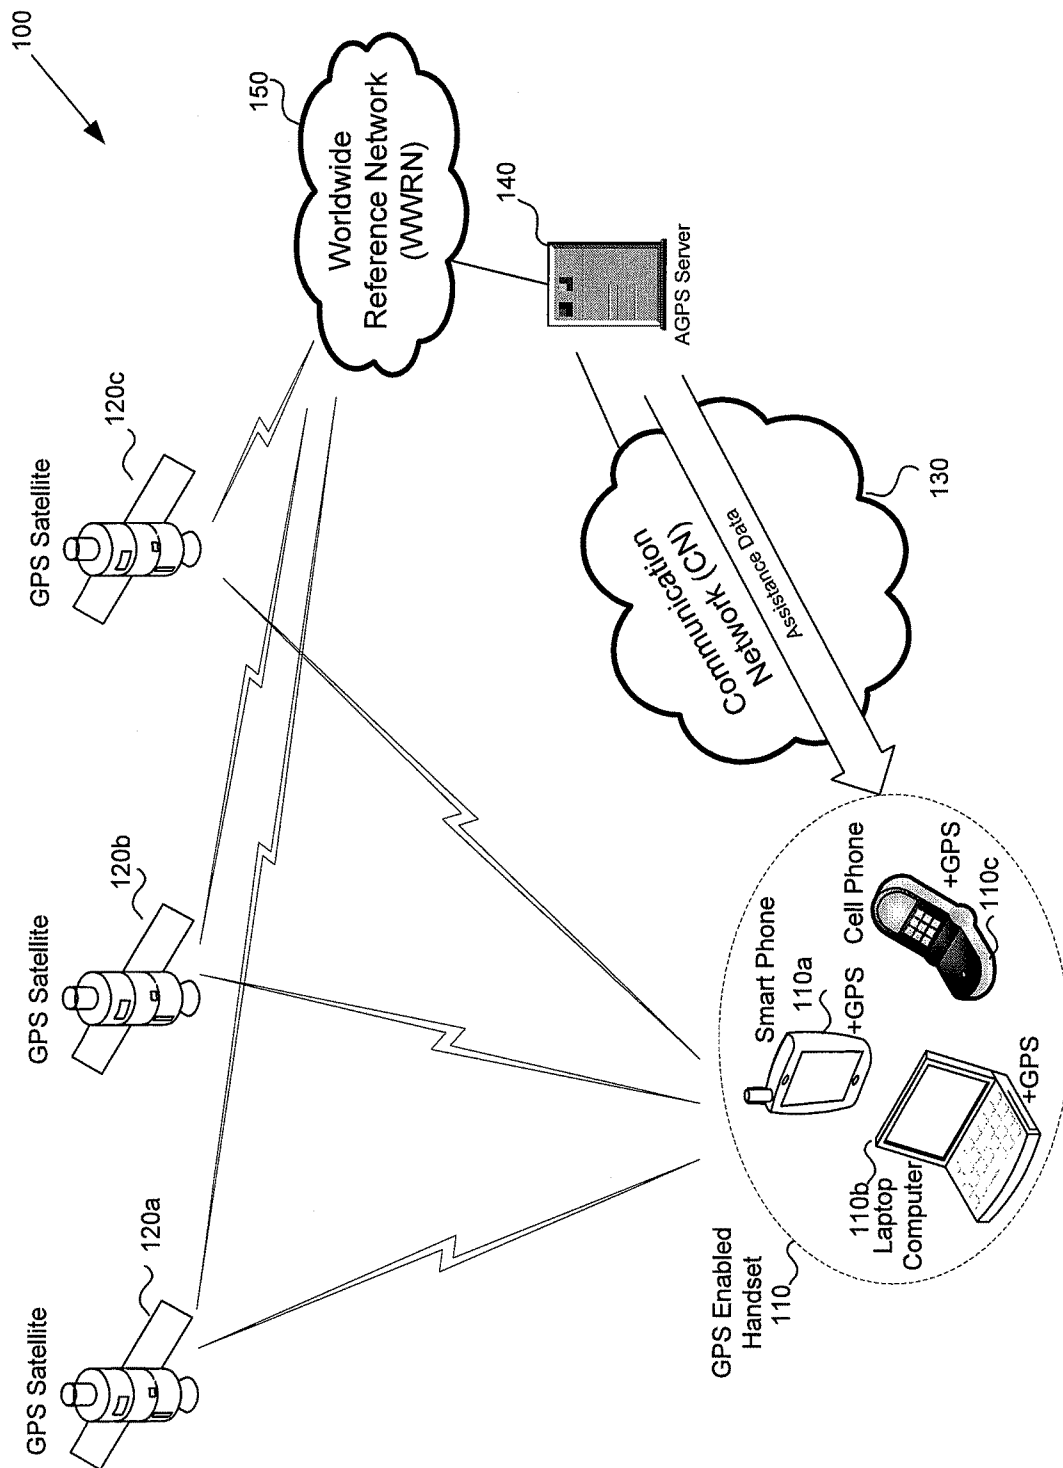 100
GPS Satellite
120a
GPS Satellite
120b
GPS Satellite
120c
150
Worldwide
Reference Network
(WWRN)
140
AGPS Server
Communication
Network (CN)
Assistance Data
130
GPS Enabled
Handset
110
Smart Phone
110a
+GPS
110b
Laptop
Computer
+GPS
Cell Phone
+GPS
110c